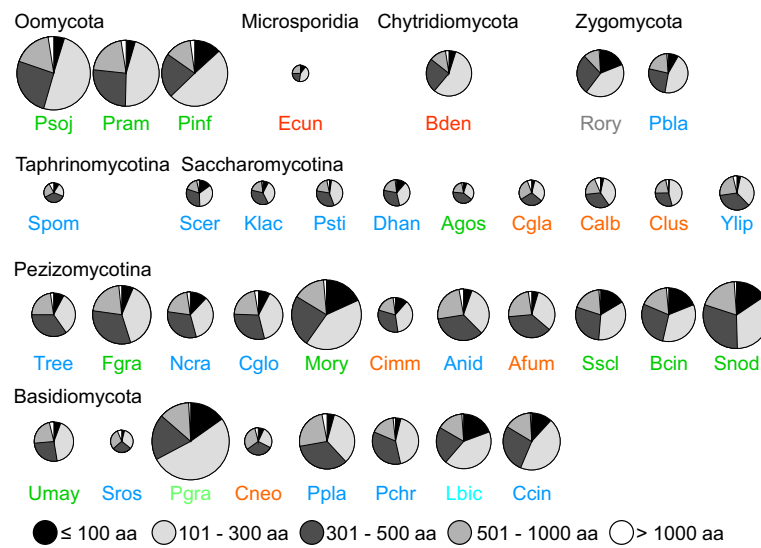 Oomycota Microsporidia Chytridiomycota Zygomycota
Psoj Pram Pinf Ecun Bden Rory Pbla
Taphrinomycotina Saccharomycotina
Spom Scer Klac Psti Dhan Agos Cgla Calb Clus Ylip
Pezizomycotina
Tree Fgra Ncra Cglo Mory Cimm Anid Afum Sscl Bcin Snod
Basidiomycota
Umay Sros Pgra Cneo Ppla Pchr Lbic Ccin
≤ 100 aa 101 - 300 aa 301 - 500 aa 501 - 1000 aa > 1000 aa